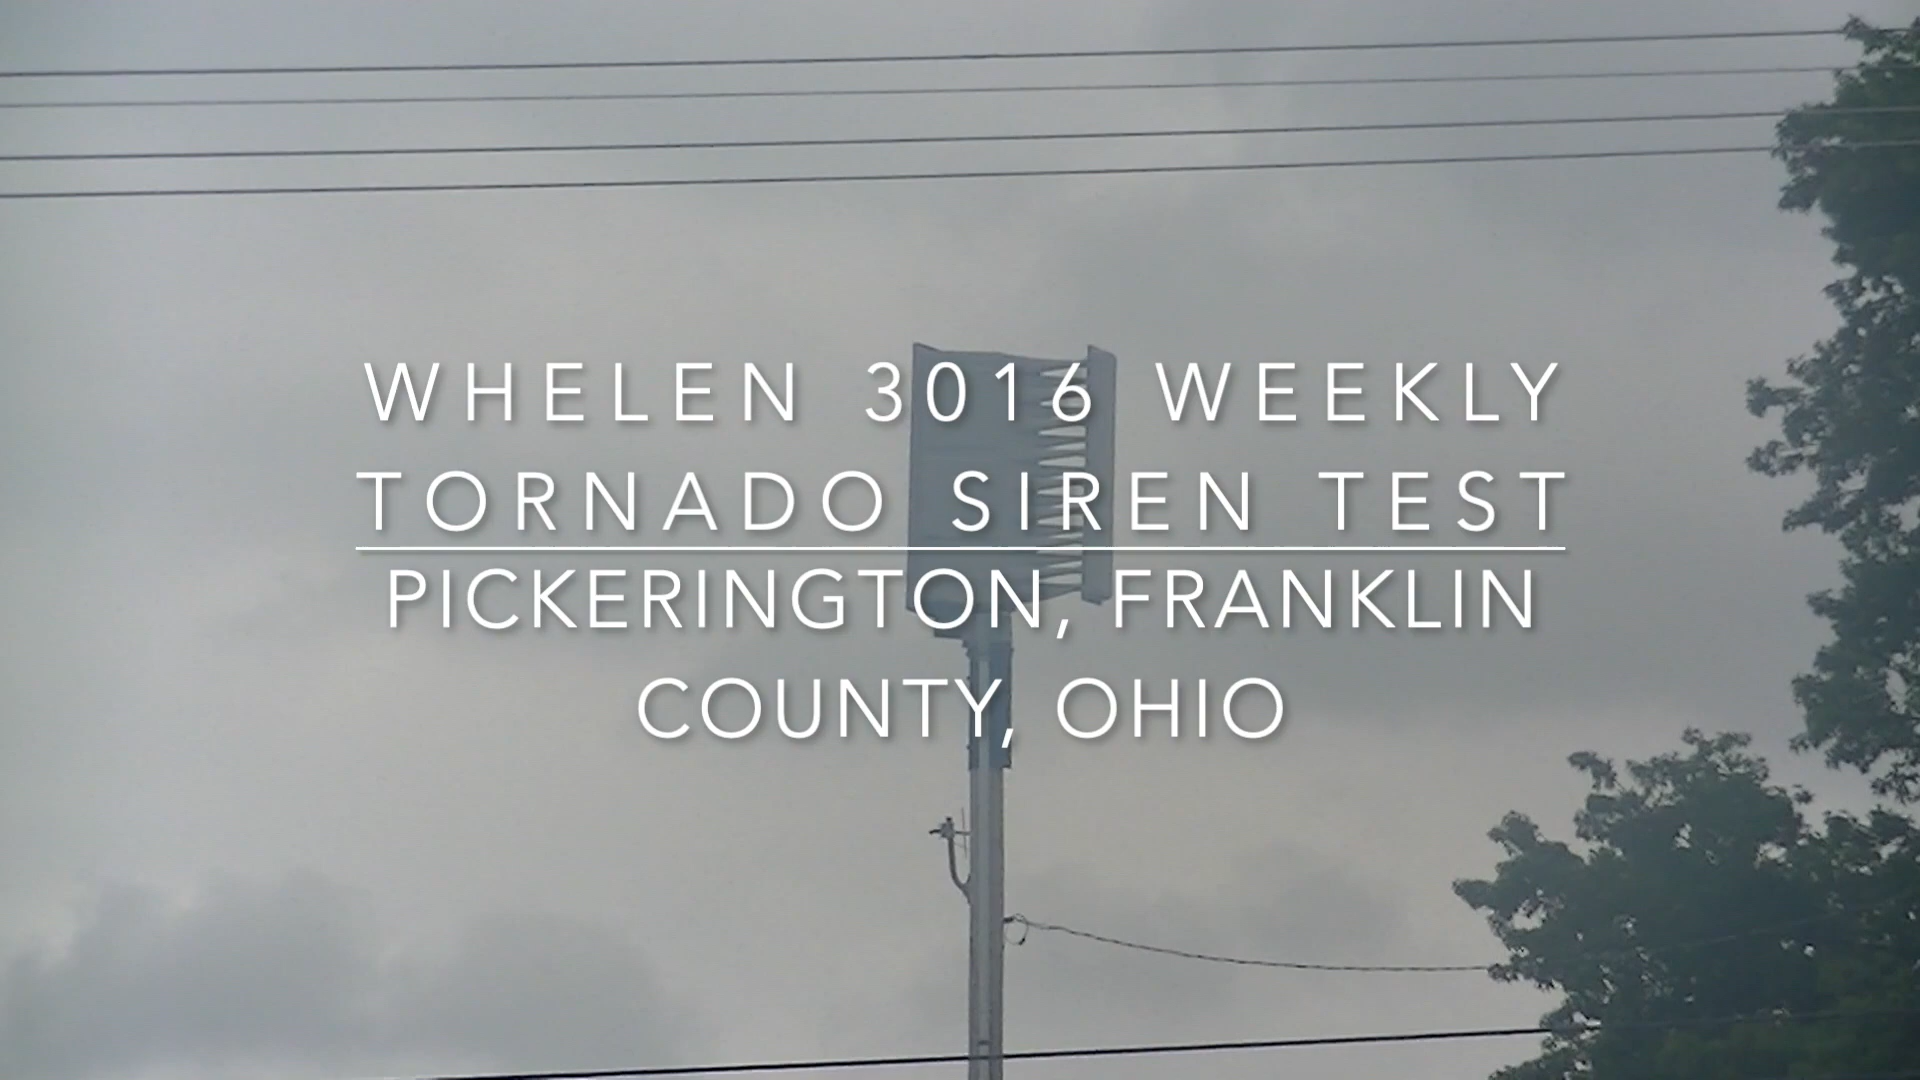 WHELEN 3016 WEEKLY
TORNADO SIREN TEST
PICKERINGTON, FRANKLIN
COUNTY, OHIO